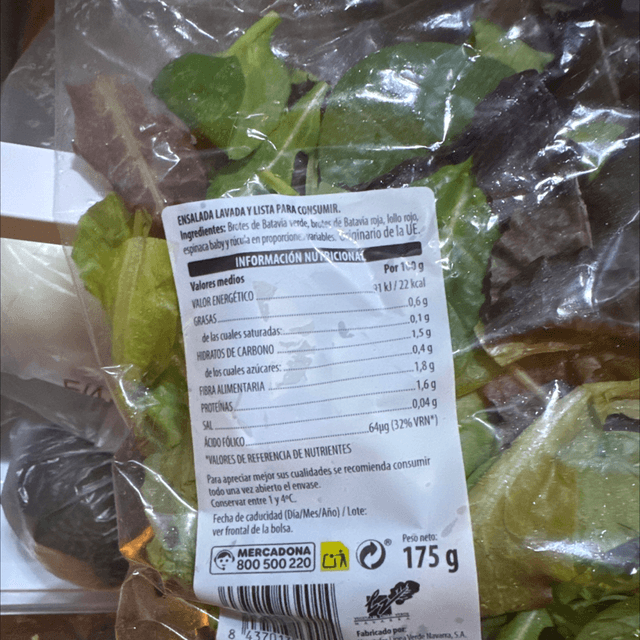 ENSALADA LAVADA Y LISTA PARA CONSUMIR.
Ingredientes: Brotes de Batavia verde, brotes de Batavia roja, lollo rojo,
espinaca baby y rúcula en proporciones variables. Originario de la UE.
INFORMACIÓN NUTRICIONAL
Valores medios Por 100 g
VALOR ENERGÉTICO 91 kJ / 22 kcal
GRASAS 0,6 g
de las cuales saturadas: 0,1 g
HIDRATOS DE CARBONO 1,5 g
de los cuales azúcares: 0,4 g
FIBRA ALIMENTARIA 1,8 g
PROTEÍNAS 1,6 g
SAL 0,04 g
ÁCIDO FÓLICO 64µg (32% VRN*)
*VALORES DE REFERENCIA DE NUTRIENTES
Para apreciar mejor sus cualidades se recomienda consumir
todo una vez abierto el envase.
Conservar entre 1 y 4ºC.
Fecha de caducidad (Día/Mes/Año) / Lote:
ver frontal de la bolsa.
MERCADONA
800 500 220
Peso neto:
175 g
Fabricado por
Verde Navarra, S.A.